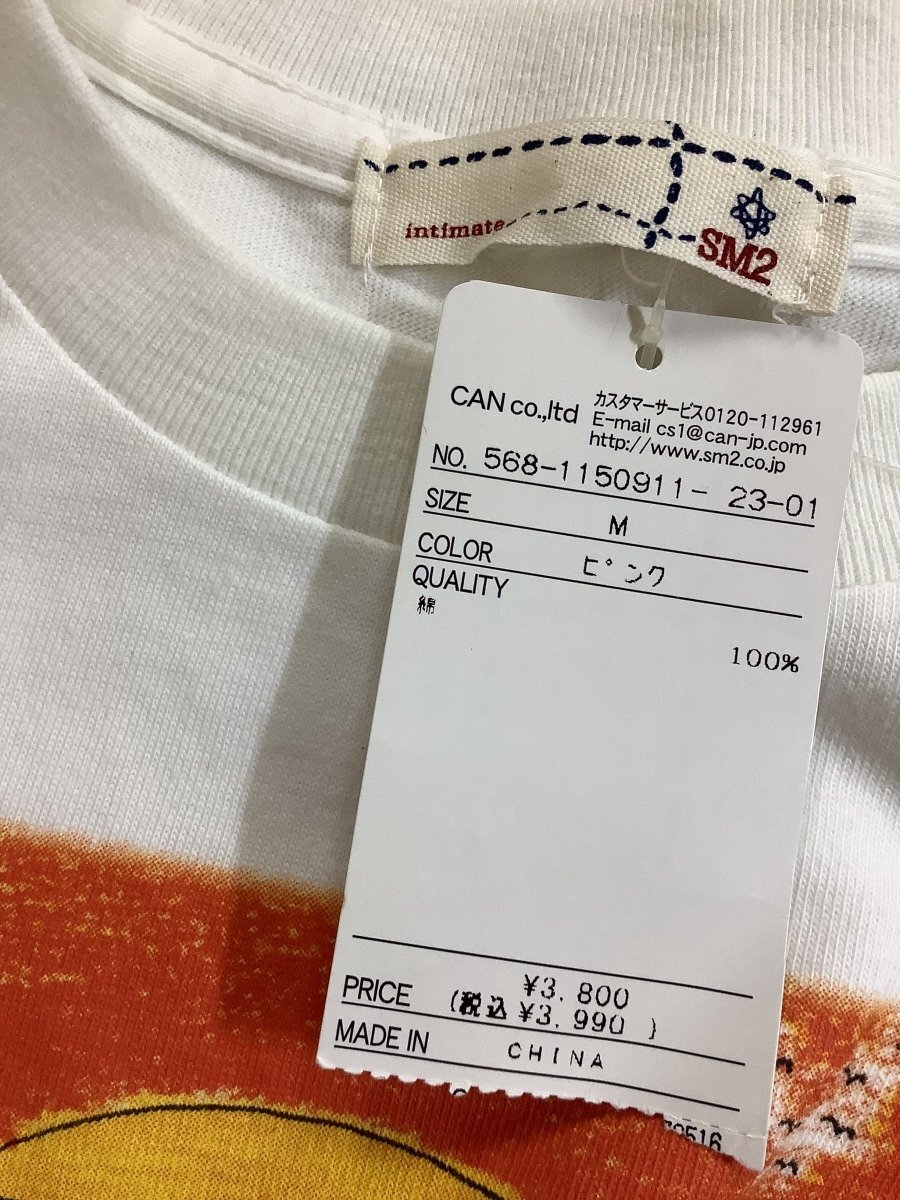 intimate
SM2
CAN co.,ltd
カスタマーサービス0120-112961
E-mail cs1@can-jp.com
http://www.sm2.co.jp
NO. 568-1150911- 23-01
SIZE M
COLOR ピンク
QUALITY
綿
100%
PRICE ¥3,800
(税込 ¥3,990 )
MADE IN CHINA